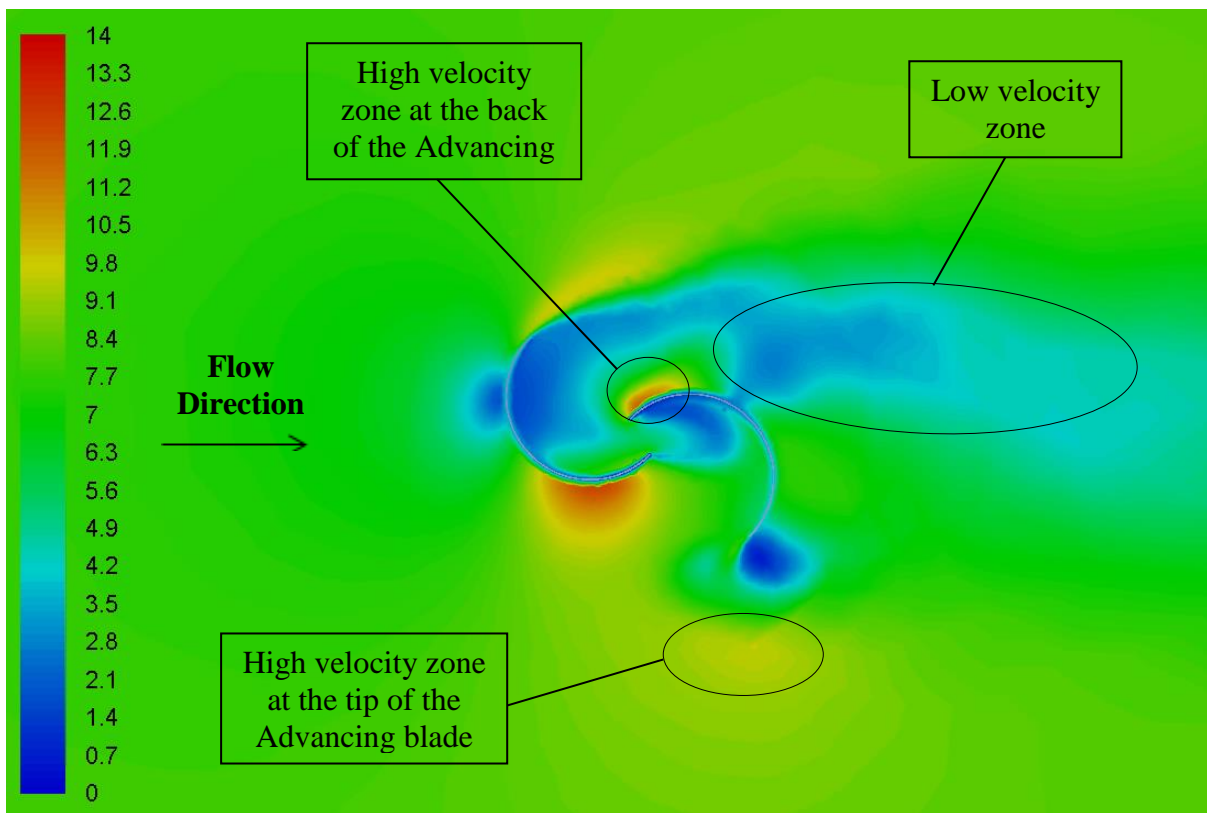 14
13.3
12.6
11.9
11.2
10.5
9.8
9.1
8.4
7.7
7
6.3
5.6
4.9
4.2
3.5
2.8
2.1
1.4
0.7
0
High velocity
zone at the back
of the Advancing
Low velocity
zone
Flow
Direction
High velocity zone
at the tip of the
Advancing blade